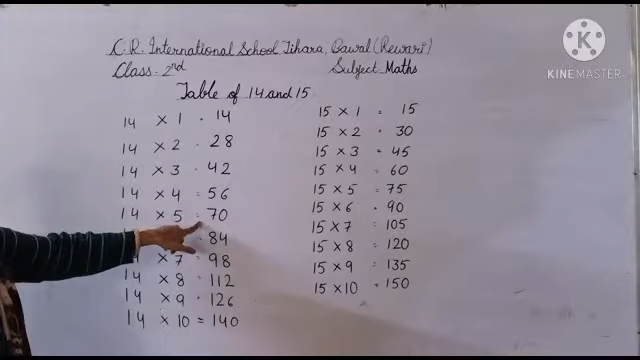 C.R. International School Tihara, Bawal (Rewari)
Class-2nd Subject-Maths
Table of 14 and 15
14 × 1 = 14
14 × 2 = 28
14 × 3 = 42
14 × 4 = 56
14 × 5 = 70
= 84
× 7 = 98
14 × 8 = 112
14 × 9 = 126
14 × 10 = 140
15 × 1 = 15
15 × 2 = 30
15 × 3 = 45
15 × 4 = 60
15 × 5 = 75
15 × 6 = 90
15 × 7 = 105
15 × 8 = 120
15 × 9 = 135
15 × 10 = 150
K
KINEMASTER